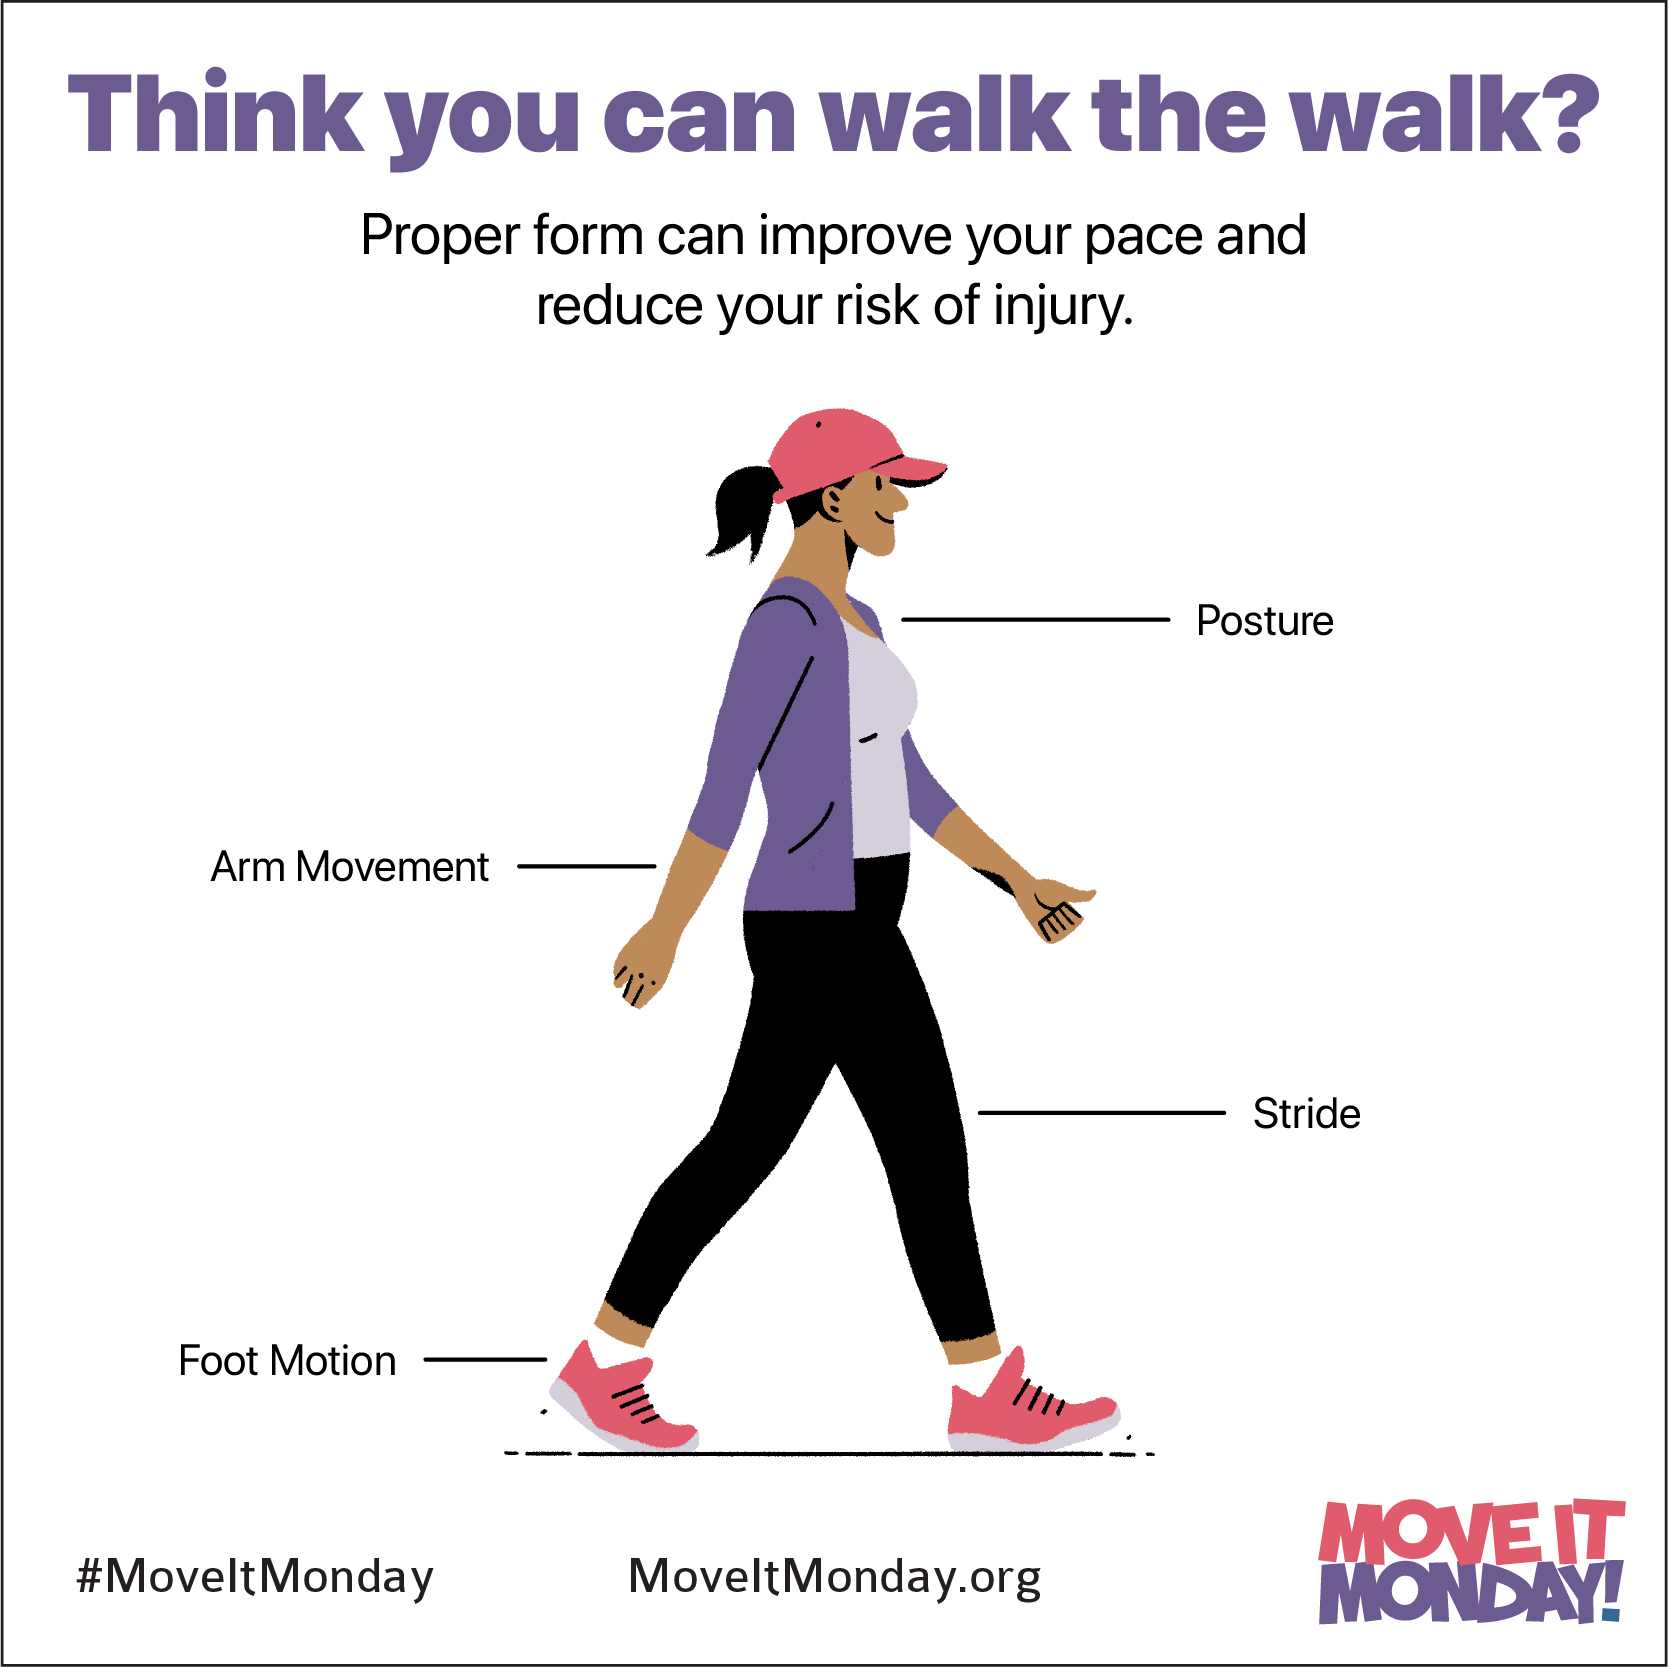 Think you can walk the walk?
Proper form can improve your pace and
reduce your risk of injury.
Posture
Arm Movement
Stride
Foot Motion
#MoveItMonday
MoveItMonday.org
MOVE IT
MONDAY!